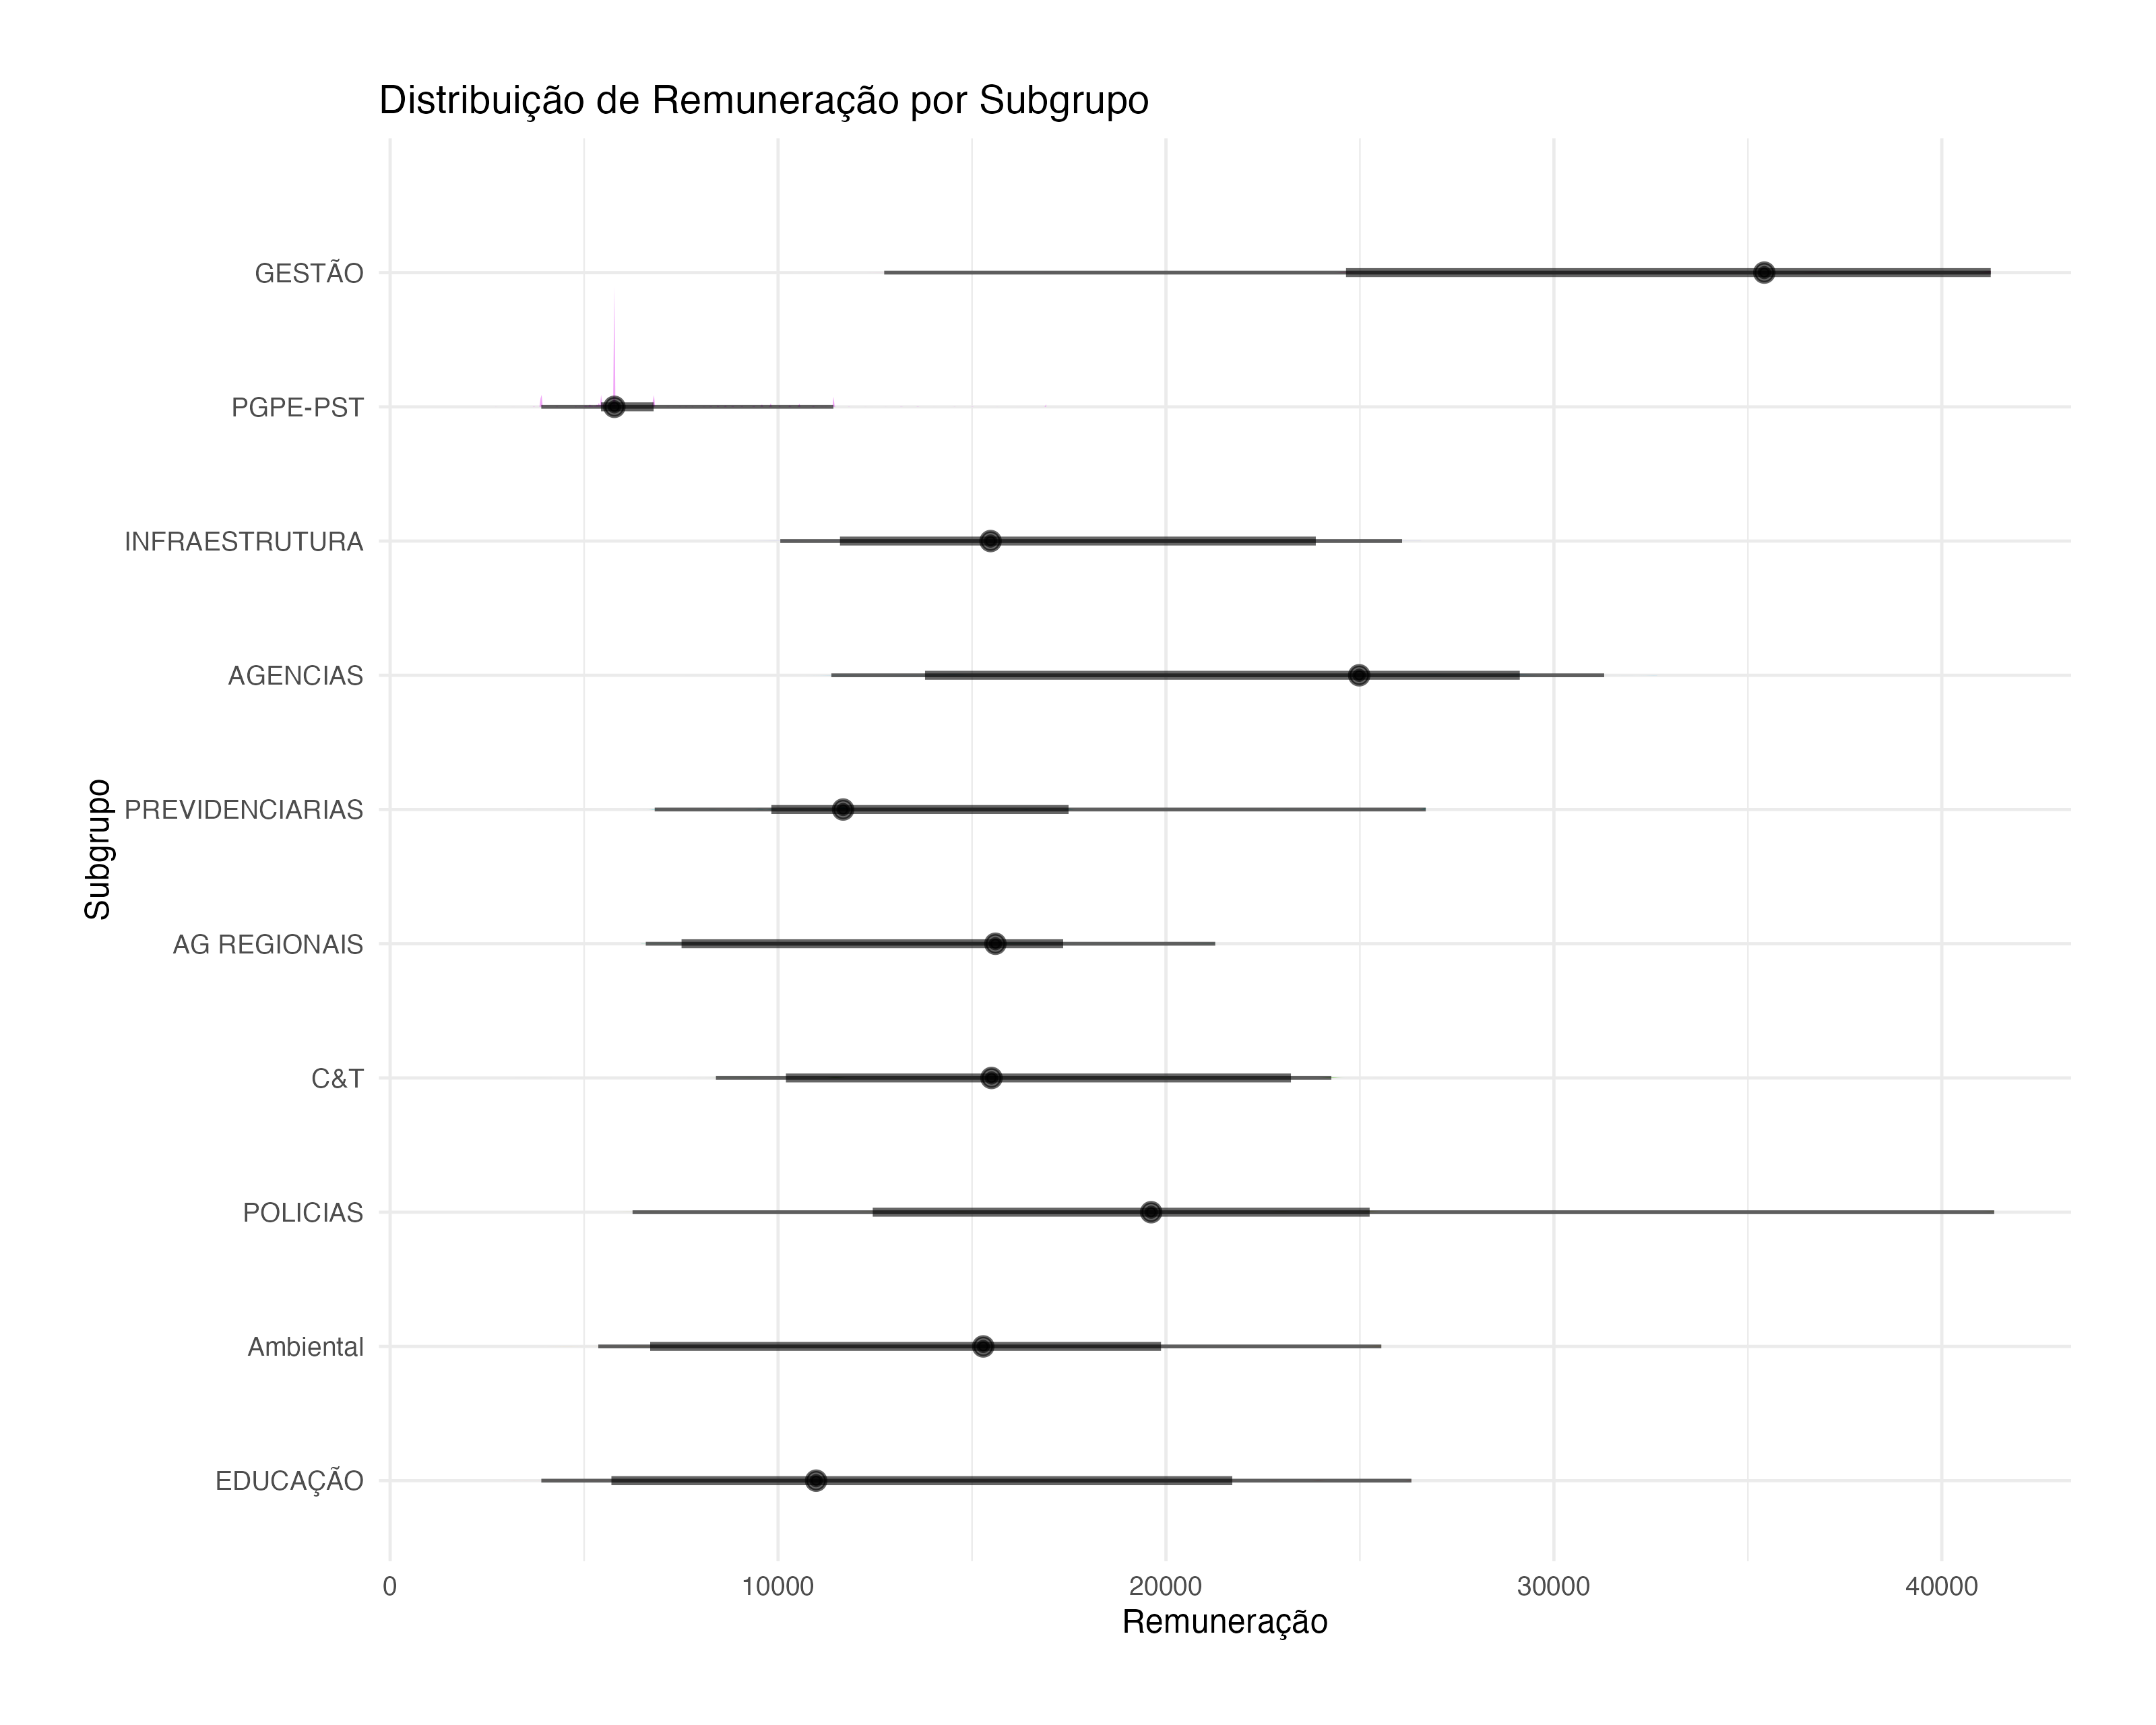 Distribuição de Remuneração por Subgrupo
Subgrupo
GESTÃO
PGPE-PST
INFRAESTRUTURA
AGENCIAS
PREVIDENCIARIAS
AG REGIONAIS
C&T
POLICIAS
Ambiental
EDUCAÇÃO
0 10000 20000 30000 40000
Remuneração